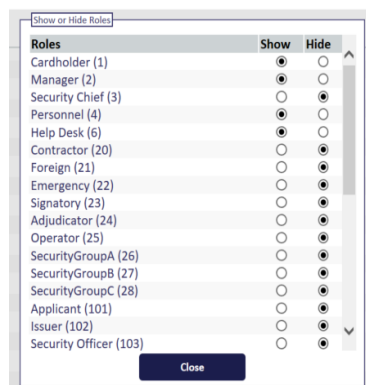 Show or Hide Roles
Roles Show Hide
Cardholder (1)
Manager (2)
Security Chief (3)
Personnel (4)
Help Desk (6)
Contractor (20)
Foreign (21)
Emergency (22)
Signatory (23)
Adjudicator (24)
Operator (25)
SecurityGroupA (26)
SecurityGroupB (27)
SecurityGroupC (28)
Applicant (101)
Issuer (102)
Security Officer (103)
Close